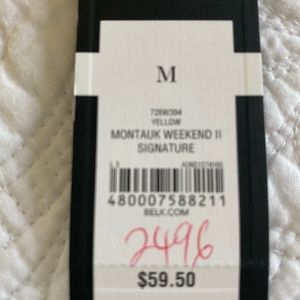 M
726W394
YELLOW
MONTAUK WEEKEND II
SIGNATURE
L S
480007588211
BELK.COM
2496
$59.50